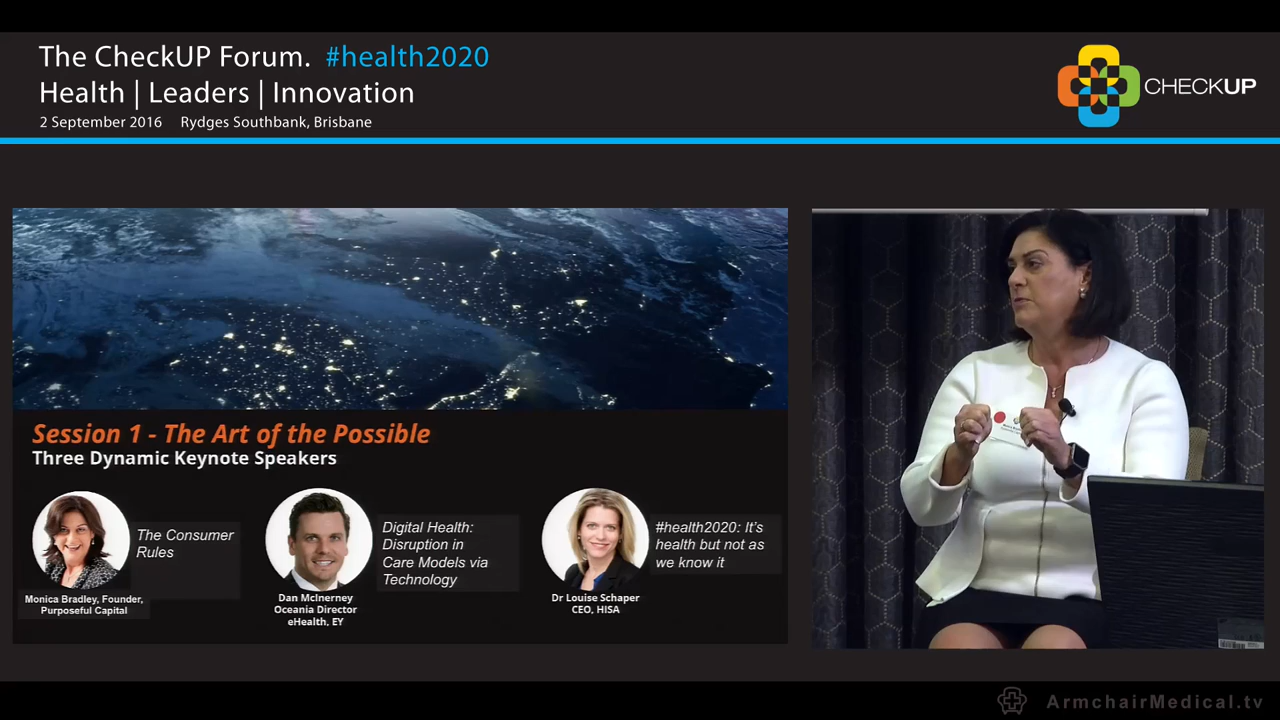 The CheckUP Forum. #health2020
Health | Leaders | Innovation
2 September 2016 Rydges Southbank, Brisbane
CHECKUP
Session 1 - The Art of the Possible
Three Dynamic Keynote Speakers
The Consumer
Rules
Monica Bradley, Founder,
Purposeful Capital
Digital Health:
Disruption in
Care Models via
Technology
Dan McInerney
Oceania Director
eHealth, EY
#health2020: It's
health but not as
we know it
Dr Louise Schaper
CEO, HISA
ArmchairMedical.tv